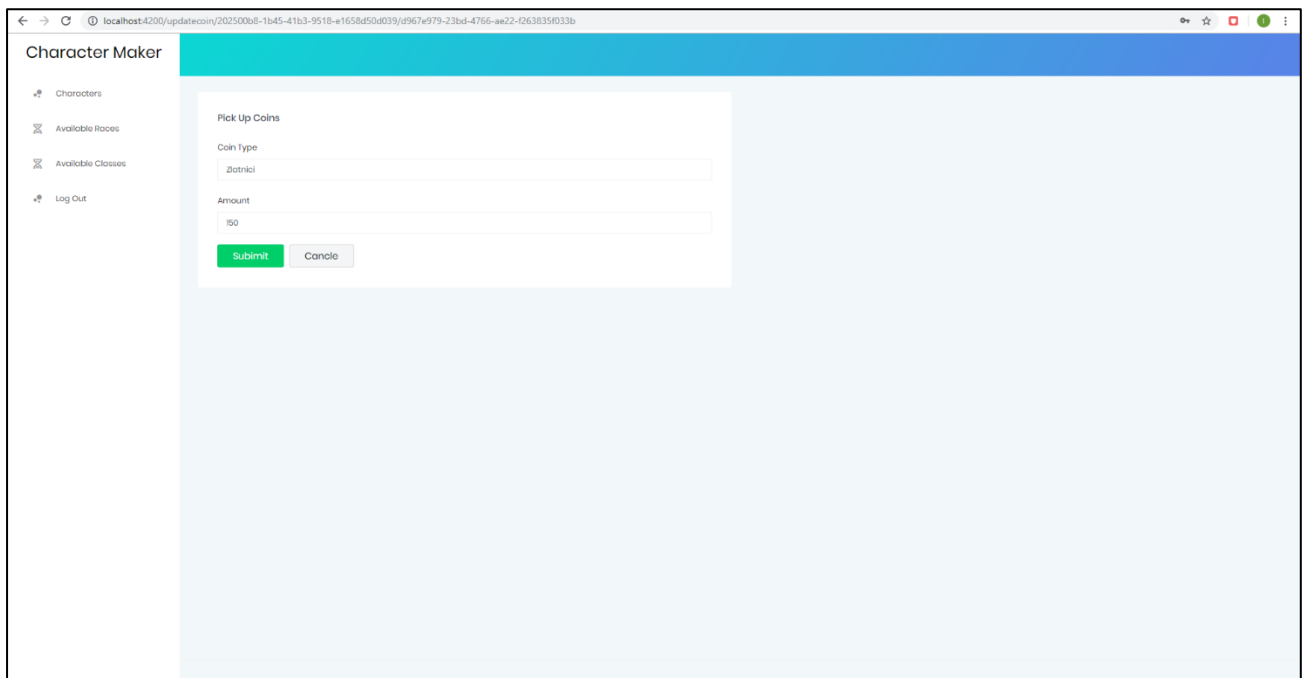 localhost:4200/updatecoin/202500b8-1b45-41b3-9518-e1658d50d039/d967e979-23bd-4766-ae22-f263835f033b
Character Maker
Characters
Available Races
Available Classes
Log Out
Pick Up Coins
Coin Type
Zlatnici
Amount
150
Subimit Cancle